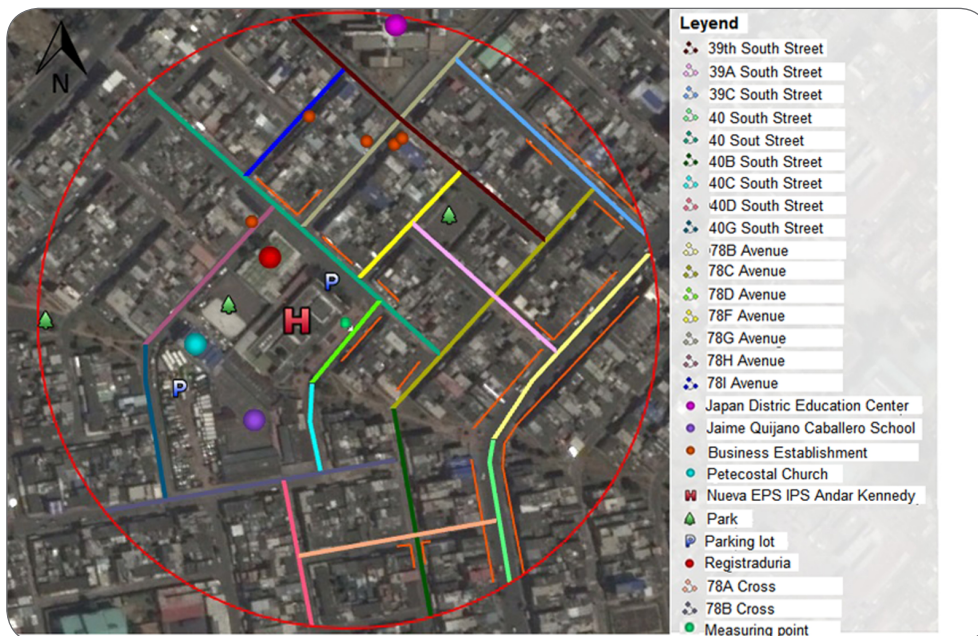 N
P
H
P
Leyend
39th South Street
39A South Street
39C South Street
40 South Street
40 Sout Street
40B South Street
40C South Street
40D South Street
40G South Street
78B Avenue
78C Avenue
78D Avenue
78F Avenue
78G Avenue
78H Avenue
78I Avenue
Japan Distric Education Center
Jaime Quijano Caballero School
Business Establishment
Petecostal Church
H Nueva EPS IPS Andar Kennedy
Park
P Parking lot
Registraduria
78A Cross
78B Cross
Measuring point